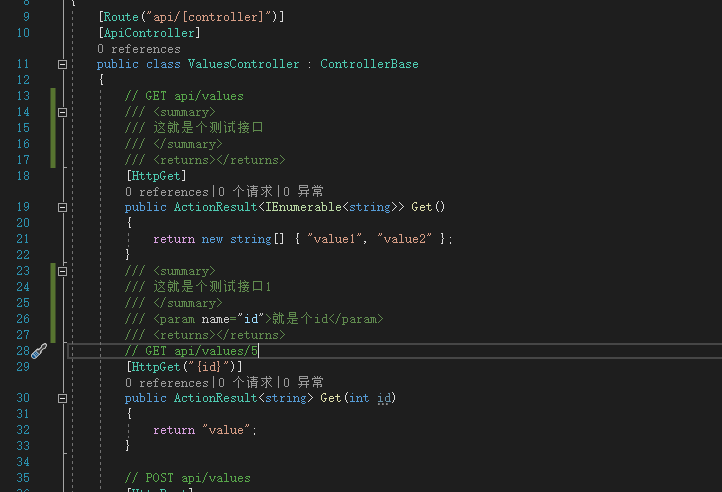 8 {
9 [Route("api/[controller]")]
10 [ApiController]
0 references
11 public class ValuesController : ControllerBase
12 {
13 // GET api/values
14 /// <summary>
15 /// 这就是个测试接口
16 /// </summary>
17 /// <returns></returns>
18 [HttpGet]
0 references|0 个请求|0 异常
19 public ActionResult<IEnumerable<string>> Get()
20 {
21 return new string[] { "value1", "value2" };
22 }
23 /// <summary>
24 /// 这就是个测试接口1
25 /// </summary>
26 /// <param name="id">就是个id</param>
27 /// <returns></returns>
28 // GET api/values/5
29 [HttpGet("{id}")]
0 references|0 个请求|0 异常
30 public ActionResult<string> Get(int id)
31 {
32 return "value";
33 }
34
35 // POST api/values